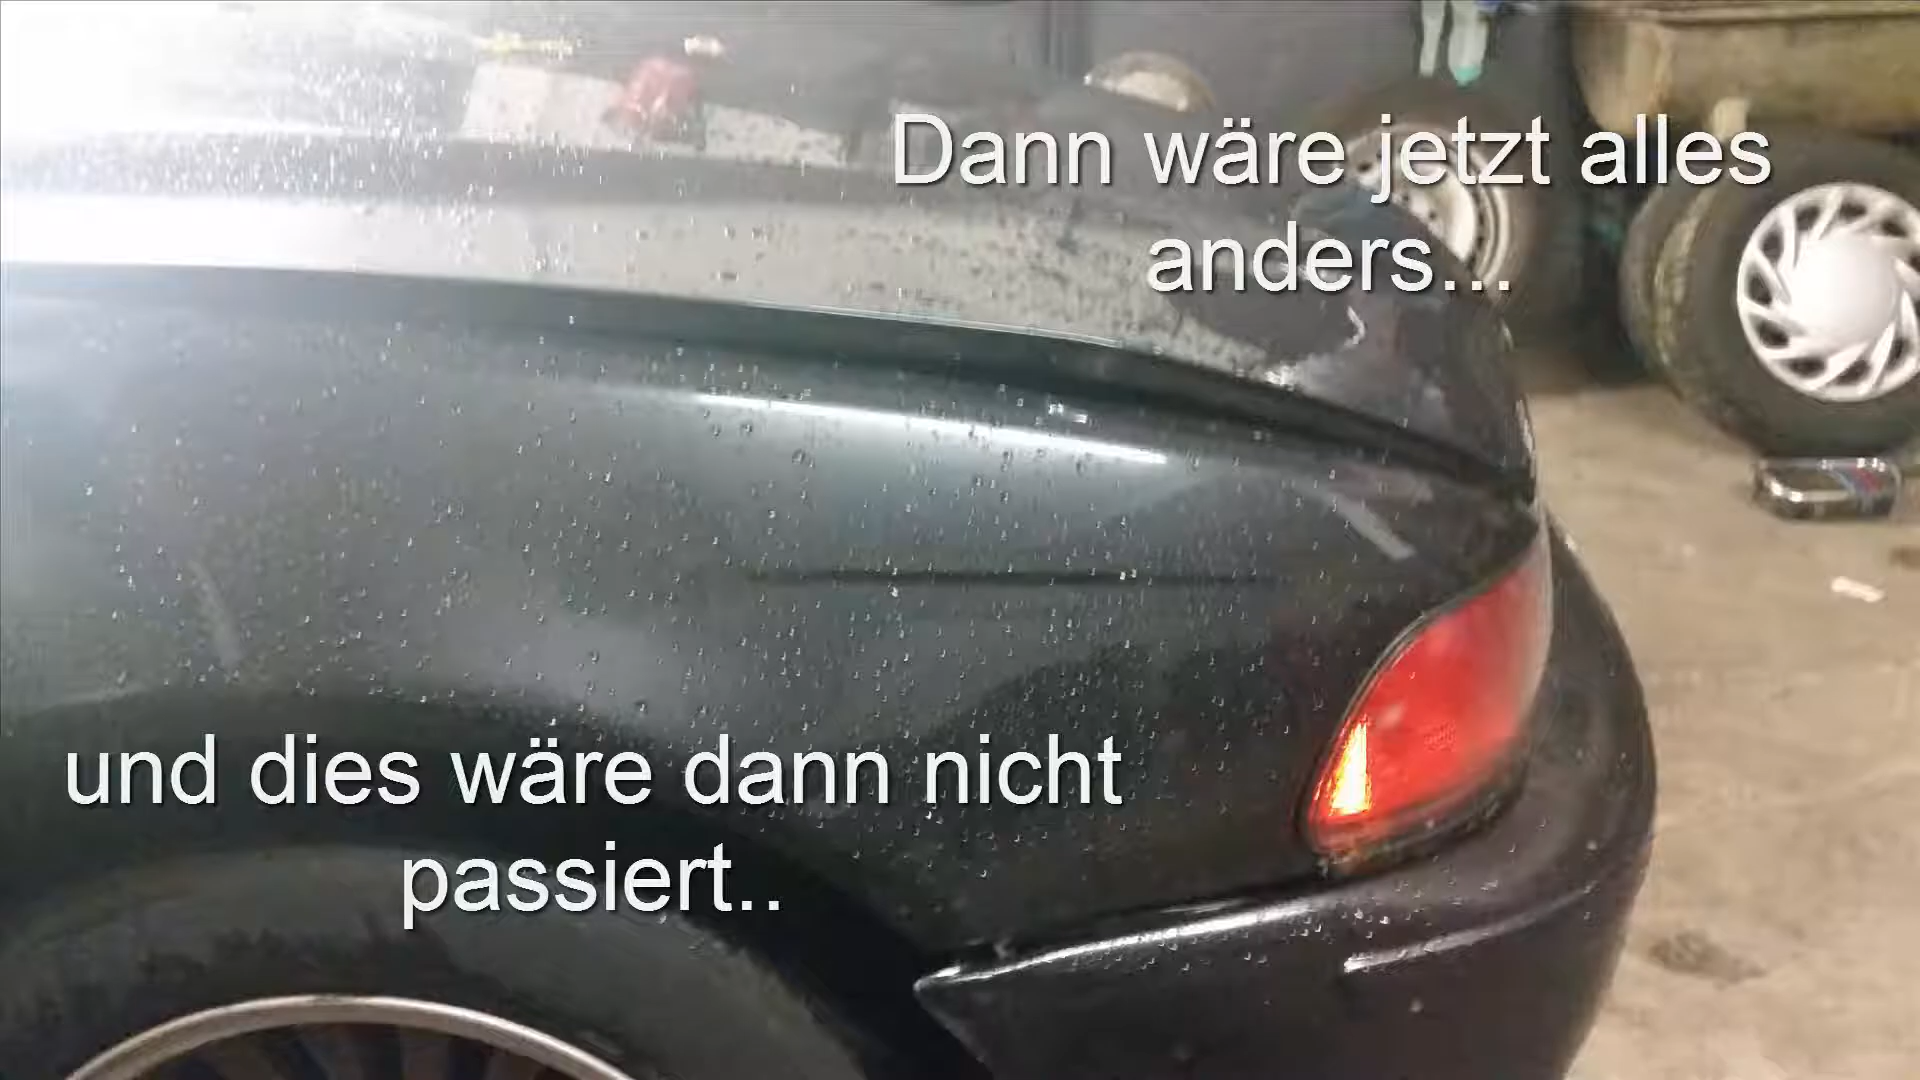 Dann wäre jetzt alles
anders...
und dies wäre dann nicht
passiert..